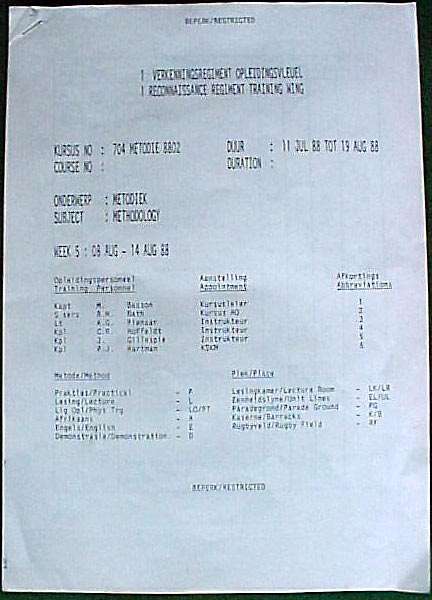 BEPERK/RESTRICTED
1 VERKENNINGSREGIMENT OPLEIDINGSVLEUEL
1 RECONNAISSANCE REGIMENT TRAINING WING
KURSUS NO : 704 METODIE 8802 DUUR : 11 JUL 88 TOT 19 AUG 88
COURSE NO : DURATION :
ONDERWERP : METODIEK
SUBJECT : METHODOLOGY
WEEK 5 : 08 AUG - 14 AUG 88
Opleidingspersoneel Aanstelling Afkortings
Training Personnel Appointment Abbreviations
Kapt M. Basson Kursusleier 1
S sers R.H. Rath Kursus AO 2
Lt A.G. Pienaar Instrukteur 3
Kpl C.R. Instrukteur 4
Kpl J. Gillespie Instrukteur 5
Kpl P.J. Hartman 6
Metode/Method Plek/Place
Prakties/Practical - P Lesingkamer/Lecture Room - LK/LR
Lesing/Lecture - L Eenheidslyne/Unit Lines - EL/UL
Lig Opl/Phys Trg - LO/PT Paradegrond/Parade Ground - PG
Afrikaans - A Kaserne/Barracks - K/B
Engels/English - E Rugbyveld/Rugby Field - RF
Demonstrasie/Demonstration - D
BEPERK/RESTRICTED